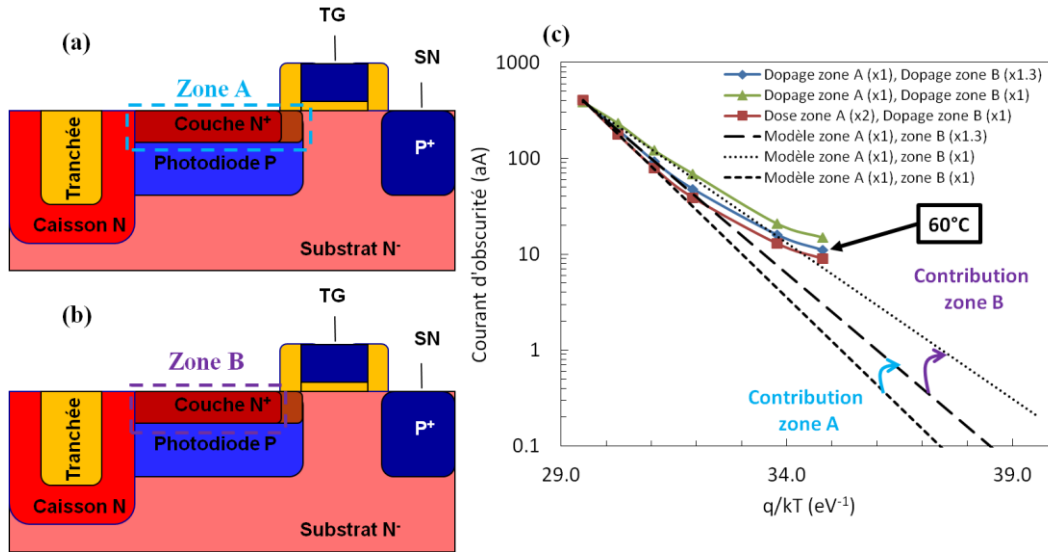 (a)
TG
SN
Zone A
Tranchée
Couche N+
Photodiode P
P+
Caisson N
Substrat N-
(b)
TG
SN
Zone B
Tranchée
Couche N+
Photodiode P
P+
Caisson N
Substrat N-
(c)
Courant d'obscurité (aA)
1000
100
10
1
0.1
Dopage zone A (x1), Dopage zone B (x1.3)
Dopage zone A (x1), Dopage zone B (x1)
Dose zone A (x2), Dopage zone B (x1)
Modèle zone A (x1), zone B (x1.3)
Modèle zone A (x1), zone B (x1)
Modèle zone A (x1), zone B (x1)
60°C
Contribution
zone B
Contribution
zone A
29.0
34.0
39.0
q/kT (eV-1)